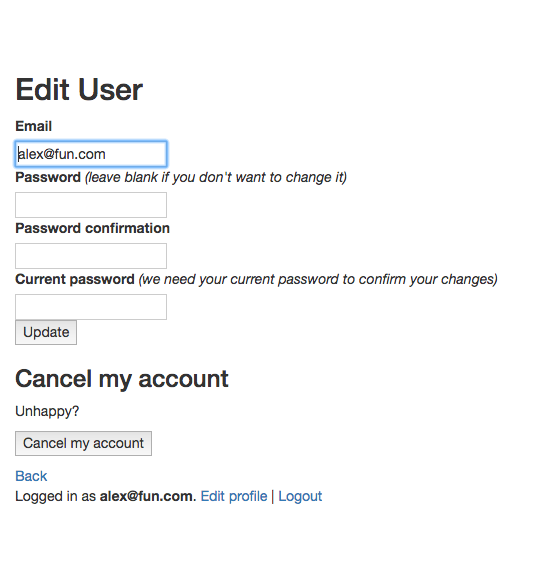 Edit User
Email
alex@fun.com
Password (leave blank if you don't want to change it)
Password confirmation
Current password (we need your current password to confirm your changes)
Update
Cancel my account
Unhappy?
Cancel my account
Back
Logged in as alex@fun.com. Edit profile | Logout